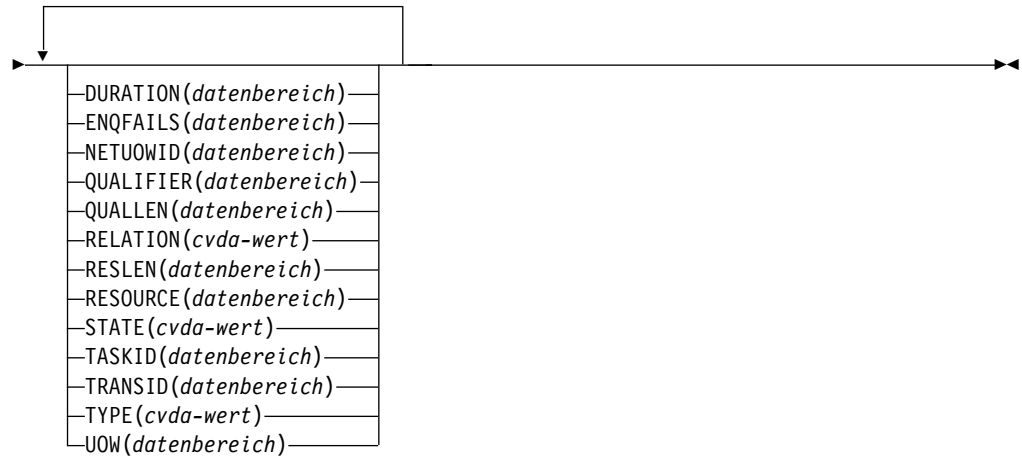 DURATION(datenbereich)
ENQFAILS(datenbereich)
NETUOWID(datenbereich)
QUALIFIER(datenbereich)
QUALLEN(datenbereich)
RELATION(cvda-wert)
RESLEN(datenbereich)
RESOURCE(datenbereich)
STATE(cvda-wert)
TASKID(datenbereich)
TRANSID(datenbereich)
TYPE(cvda-wert)
UOW(datenbereich)